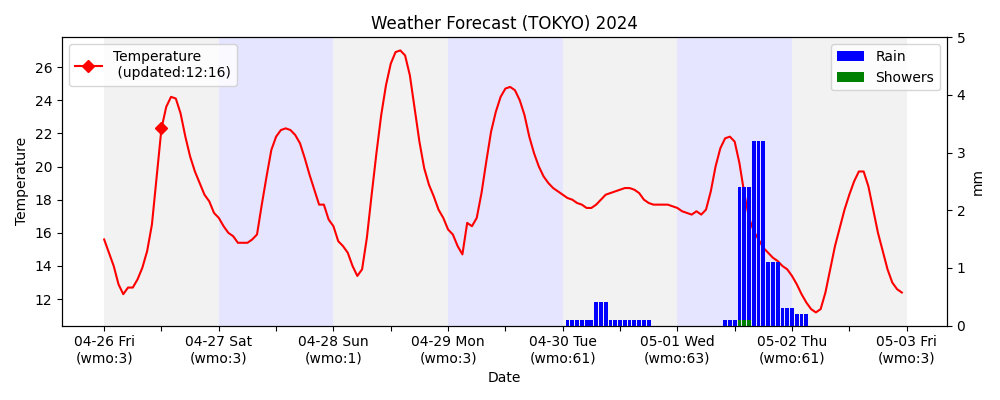 Weather Forecast (TOKYO) 2024
Temperature
(updated:12:16)
Rain
Showers
Temperature
26
24
22
20
18
16
14
12
5
4
3
2
1
0
mm
04-26 Fri
(wmo:3)
04-27 Sat
(wmo:3)
04-28 Sun
(wmo:1)
04-29 Mon
(wmo:3)
04-30 Tue
(wmo:61)
05-01 Wed
(wmo:63)
05-02 Thu
(wmo:61)
05-03 Fri
(wmo:3)
Date